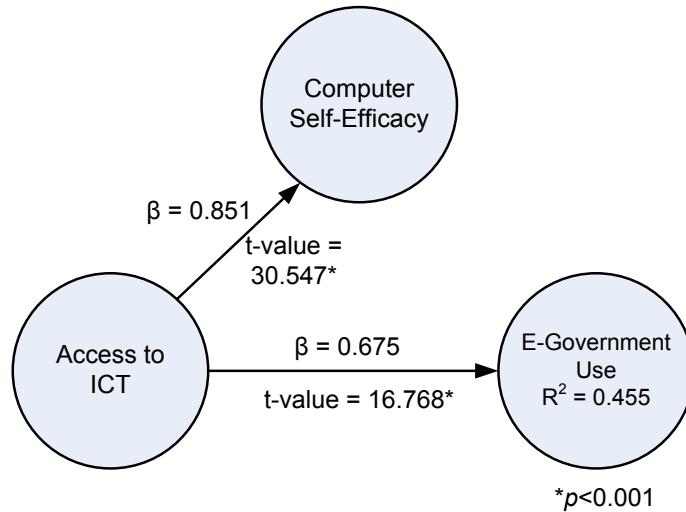 Computer
Self-Efficacy
β = 0.851
t-value =
30.547*
Access to
ICT
β = 0.675
t-value = 16.768*
E-Government
Use
R² = 0.455
*p<0.001